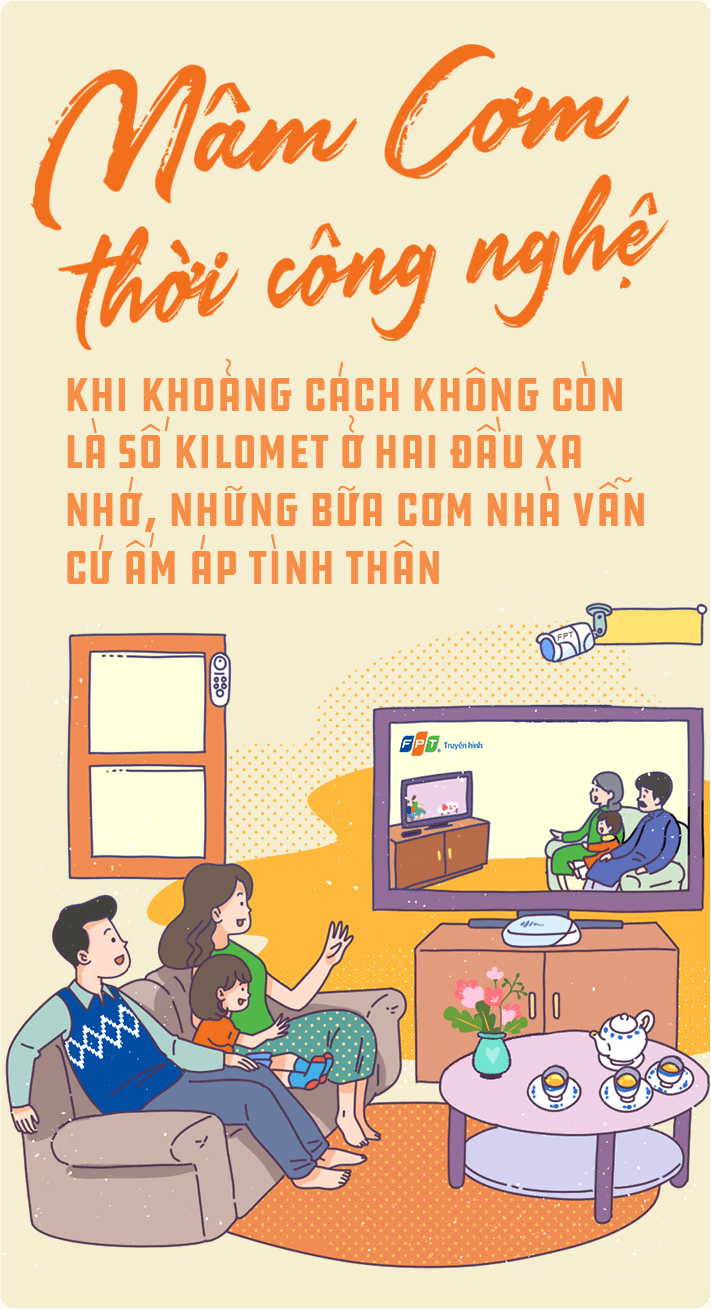 Mâm Cơm
thời công nghệ
KHI KHOẢNG CÁCH KHÔNG CÒN
LÀ SỐ KILOMET Ở HAI ĐẦU XA
NHỚ, NHỮNG BỮA CƠM NHÀ VẪN
CỨ ẤM ÁP TÌNH THÂN
FPT
FPT Truyền hình